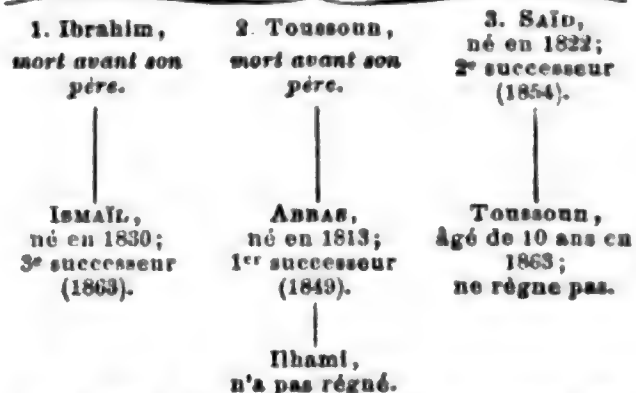 1. Ibrahim,
mort avant son
père.
2. Toussoun,
mort avant son
père.
3. SAÏD,
né en 1822;
2e successeur
(1854).
ISMAÏL,
né en 1830;
3e successeur
(1863).
ABBAS,
né en 1813;
1er successeur
(1849).
Toussoun,
âgé de 10 ans en
1863;
ne règne pas.
Ilhami,
n'a pas régné.